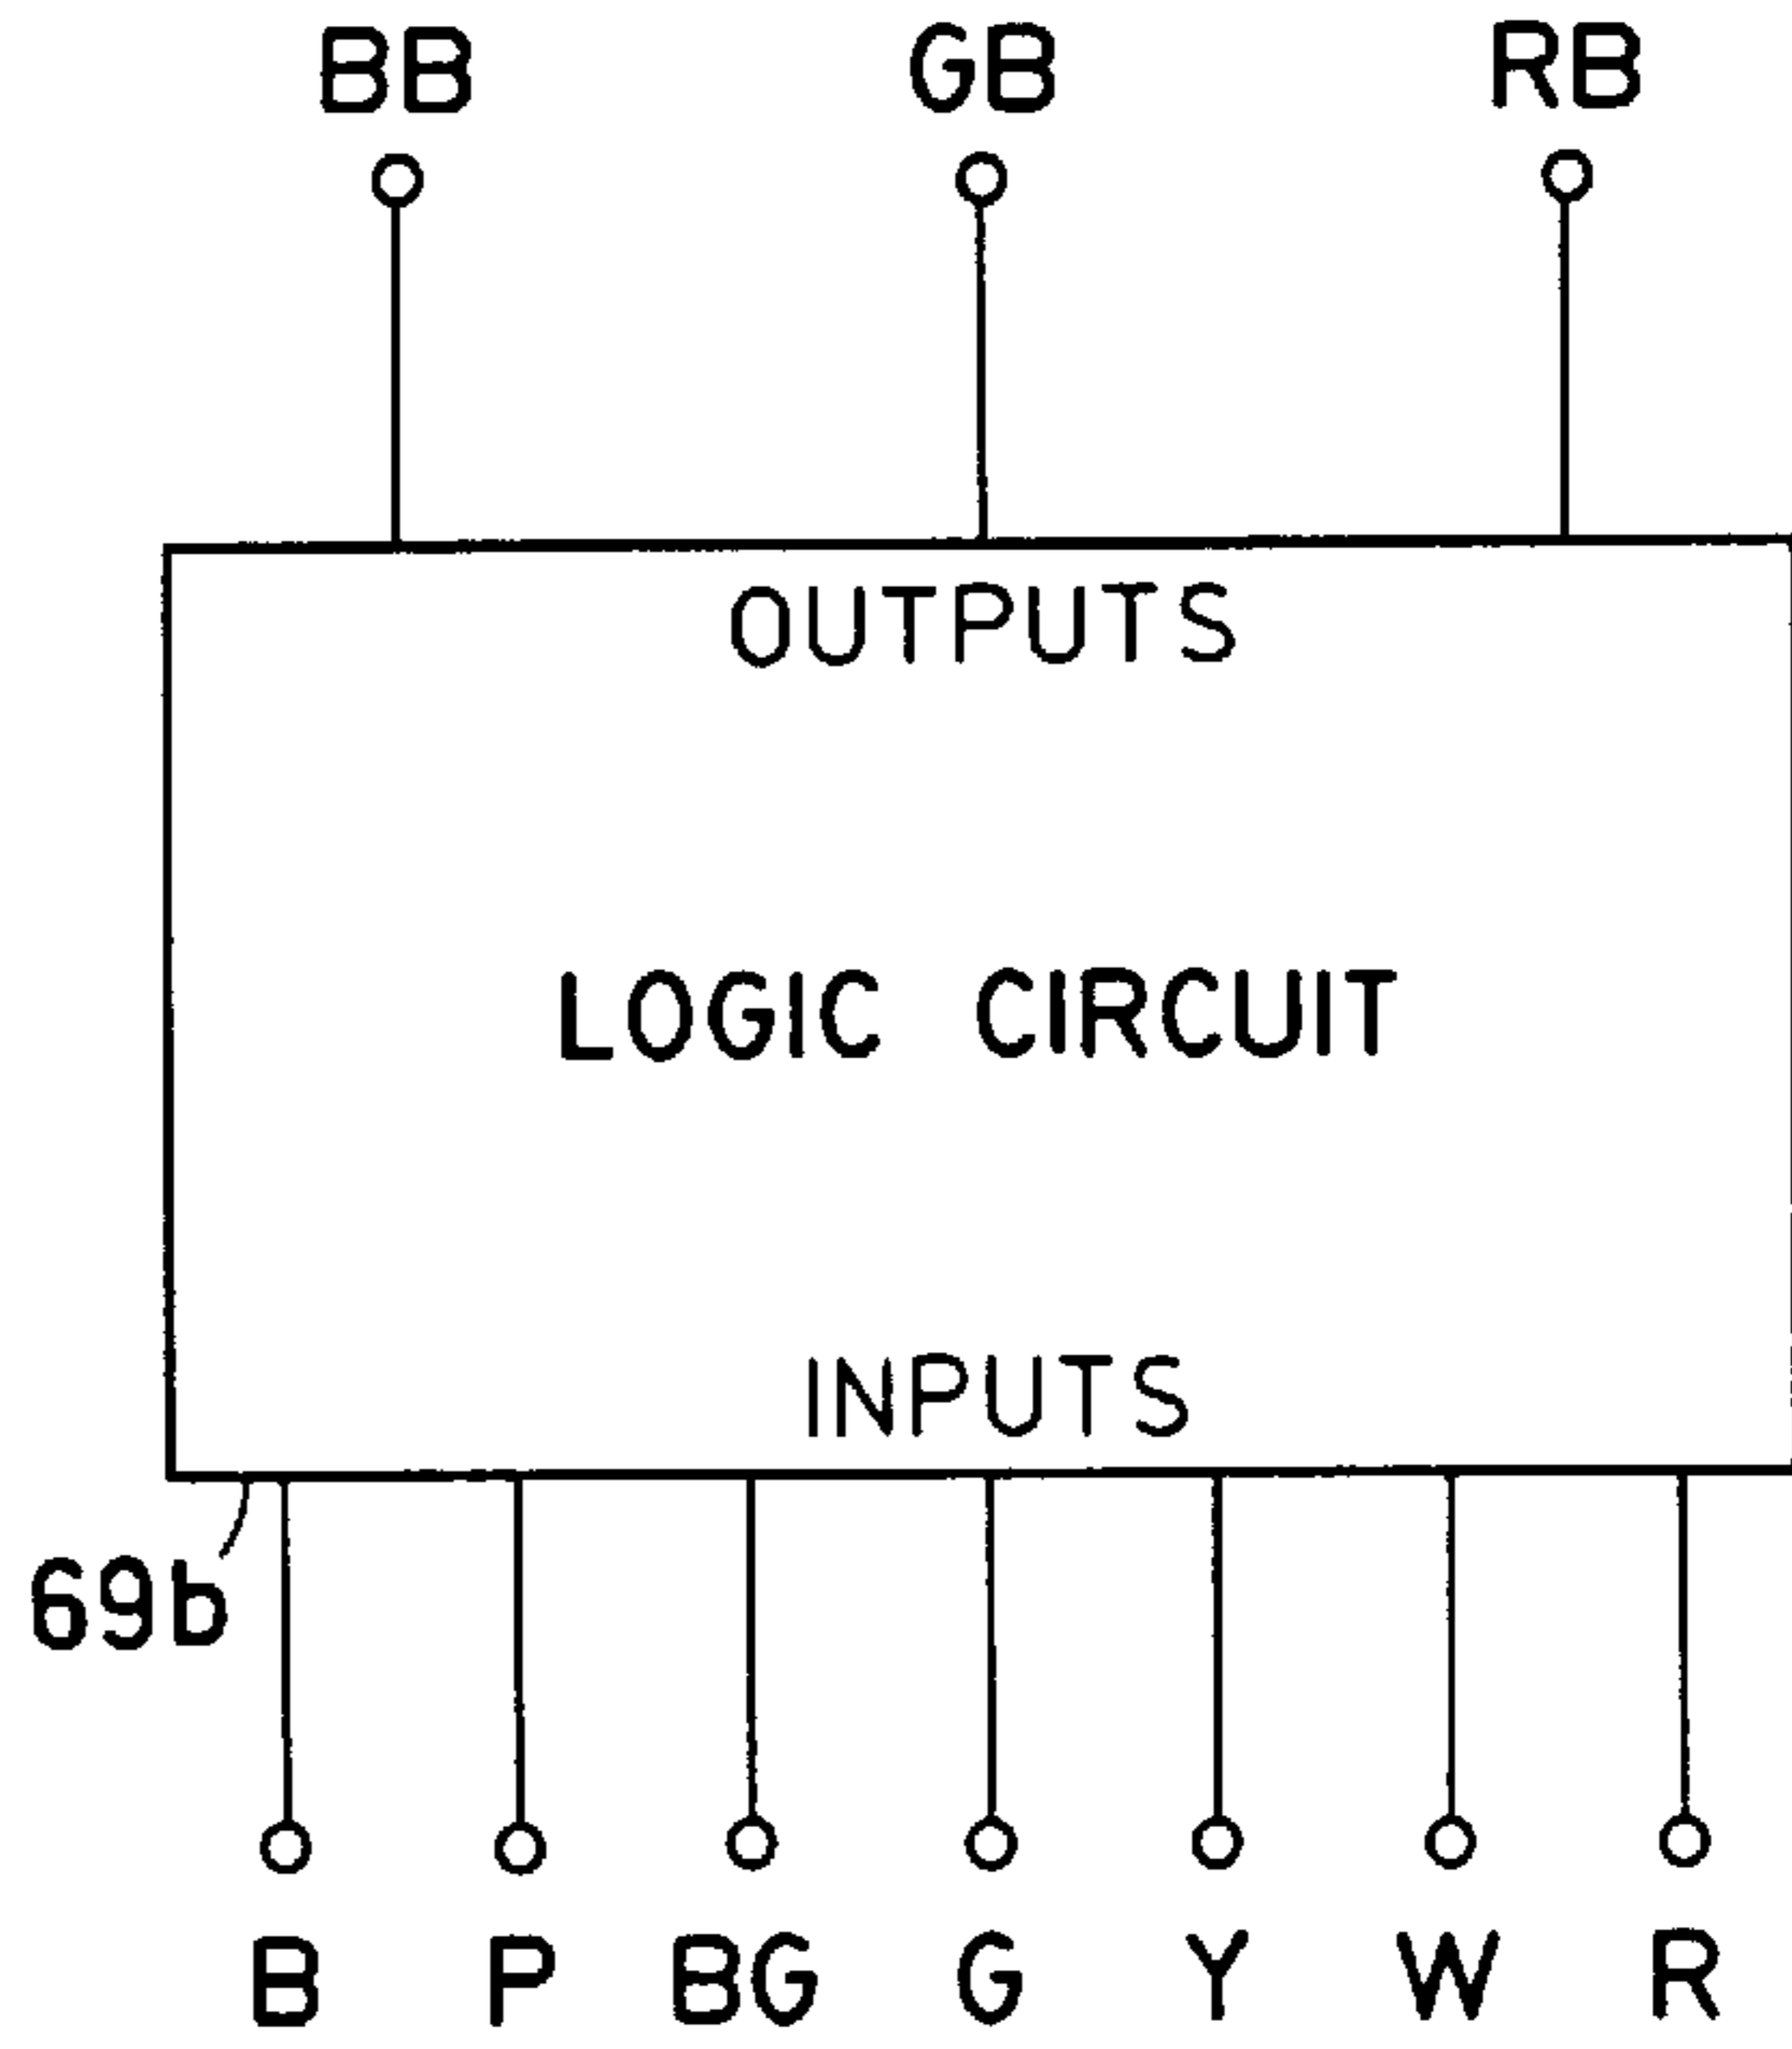 BB GB RB
OUTPUTS
LOGIC CIRCUIT
INPUTS
69b
B P BG G Y W R